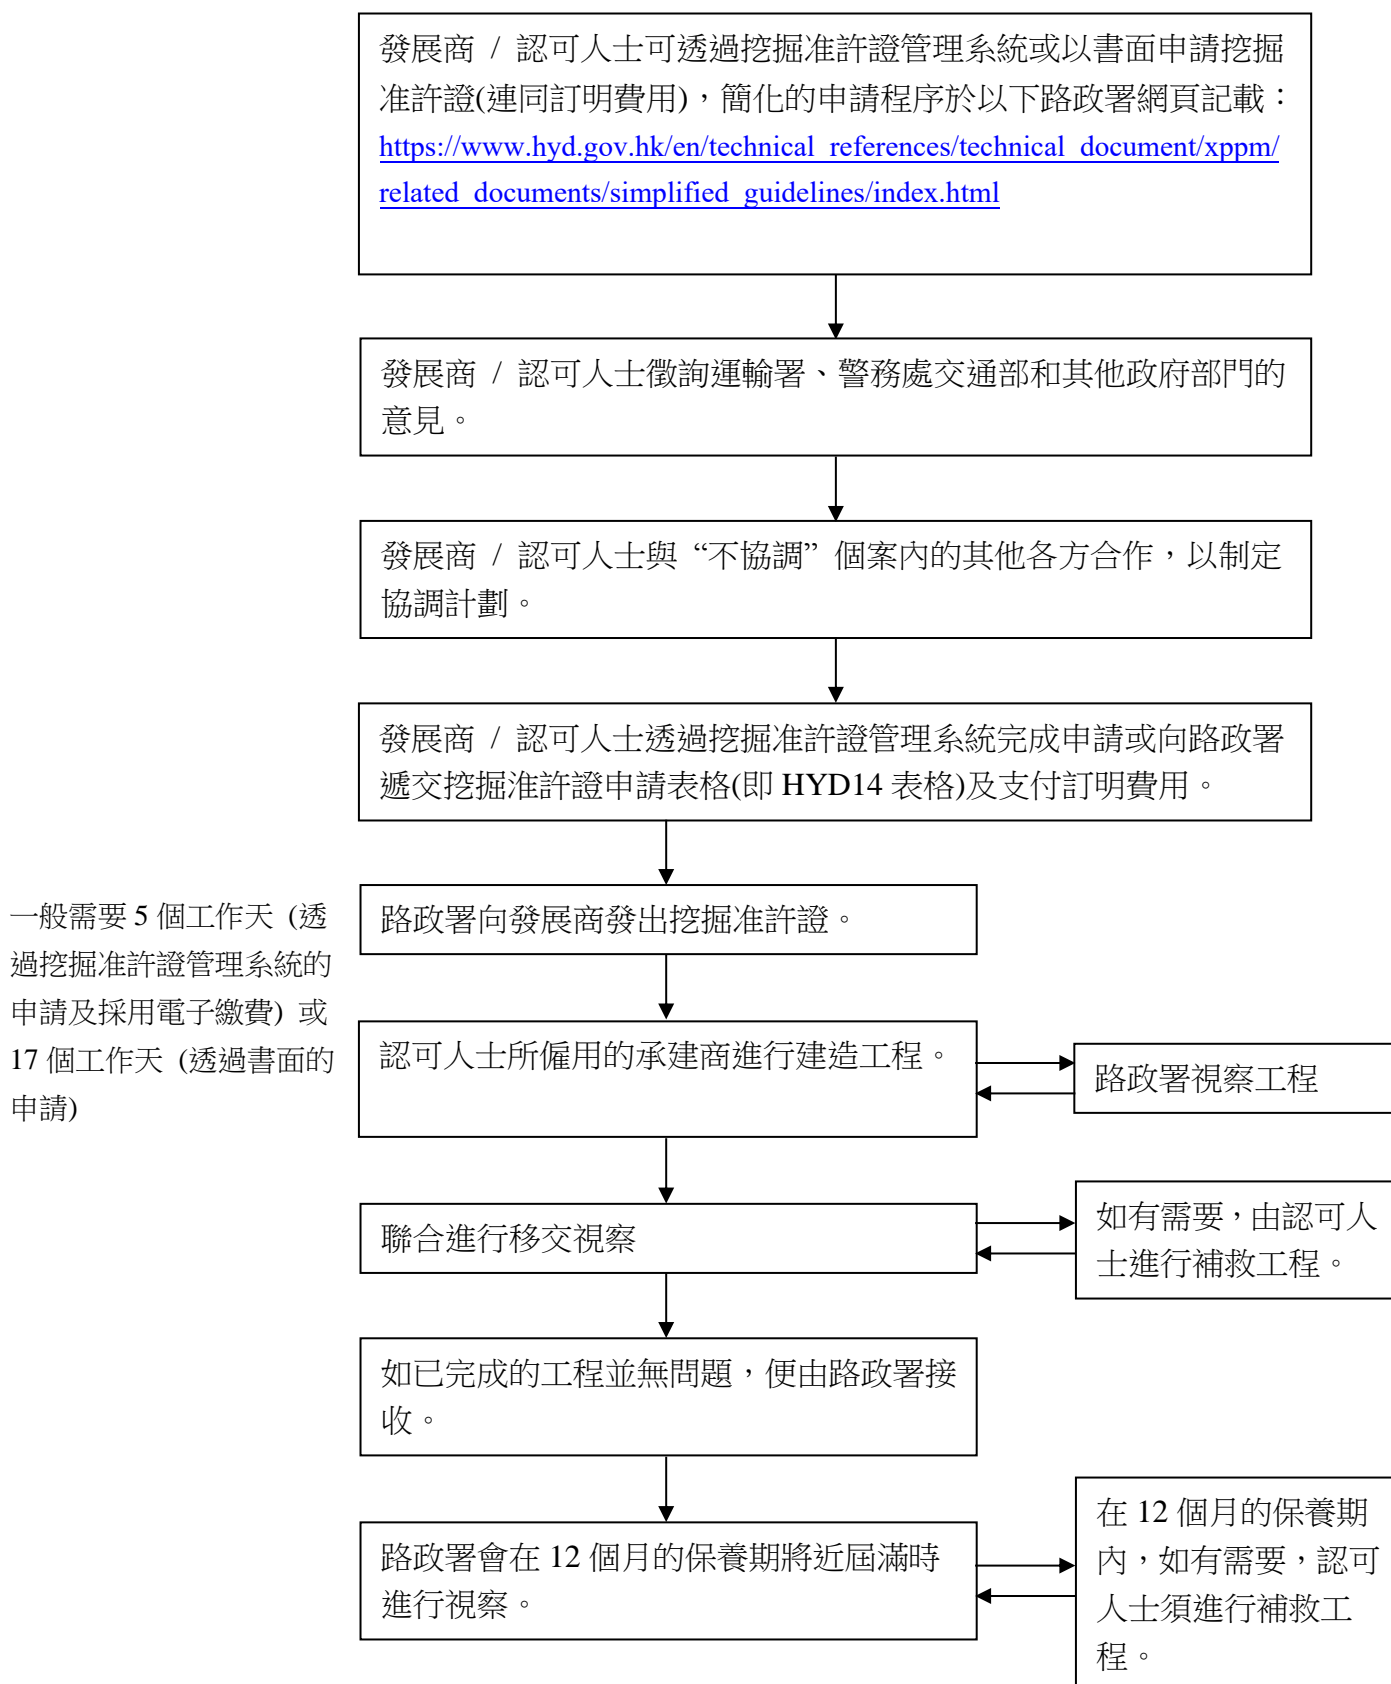 發展商 / 認可人士可透過挖掘准許證管理系統或以書面申請挖掘
准許證(連同訂明費用)，簡化的申請程序於以下路政署網頁記載：
https://www.hyd.gov.hk/en/technical_references/technical_document/xppm/
related_documents/simplified_guidelines/index.html
發展商 / 認可人士徵詢運輸署、警務處交通部和其他政府部門的
意見。
發展商 / 認可人士與 “不協調” 個案內的其他各方合作，以制定
協調計劃。
發展商 / 認可人士透過挖掘准許證管理系統完成申請或向路政署
遞交挖掘淮許證申請表格(即 HYD14 表格)及支付訂明費用。
一般需要 5 個工作天 (透
過挖掘准許證管理系統的
申請及採用電子繳費) 或
17 個工作天 (透過書面的
申請)
路政署向發展商發出挖掘准許證。
認可人士所僱用的承建商進行建造工程。
路政署視察工程
聯合進行移交視察
如有需要，由認可人
士進行補救工程。
如已完成的工程並無問題，便由路政署接
收。
路政署會在 12 個月的保養期將近屆滿時
進行視察。
在 12 個月的保養期
內，如有需要，認可
人士須進行補救工
程。